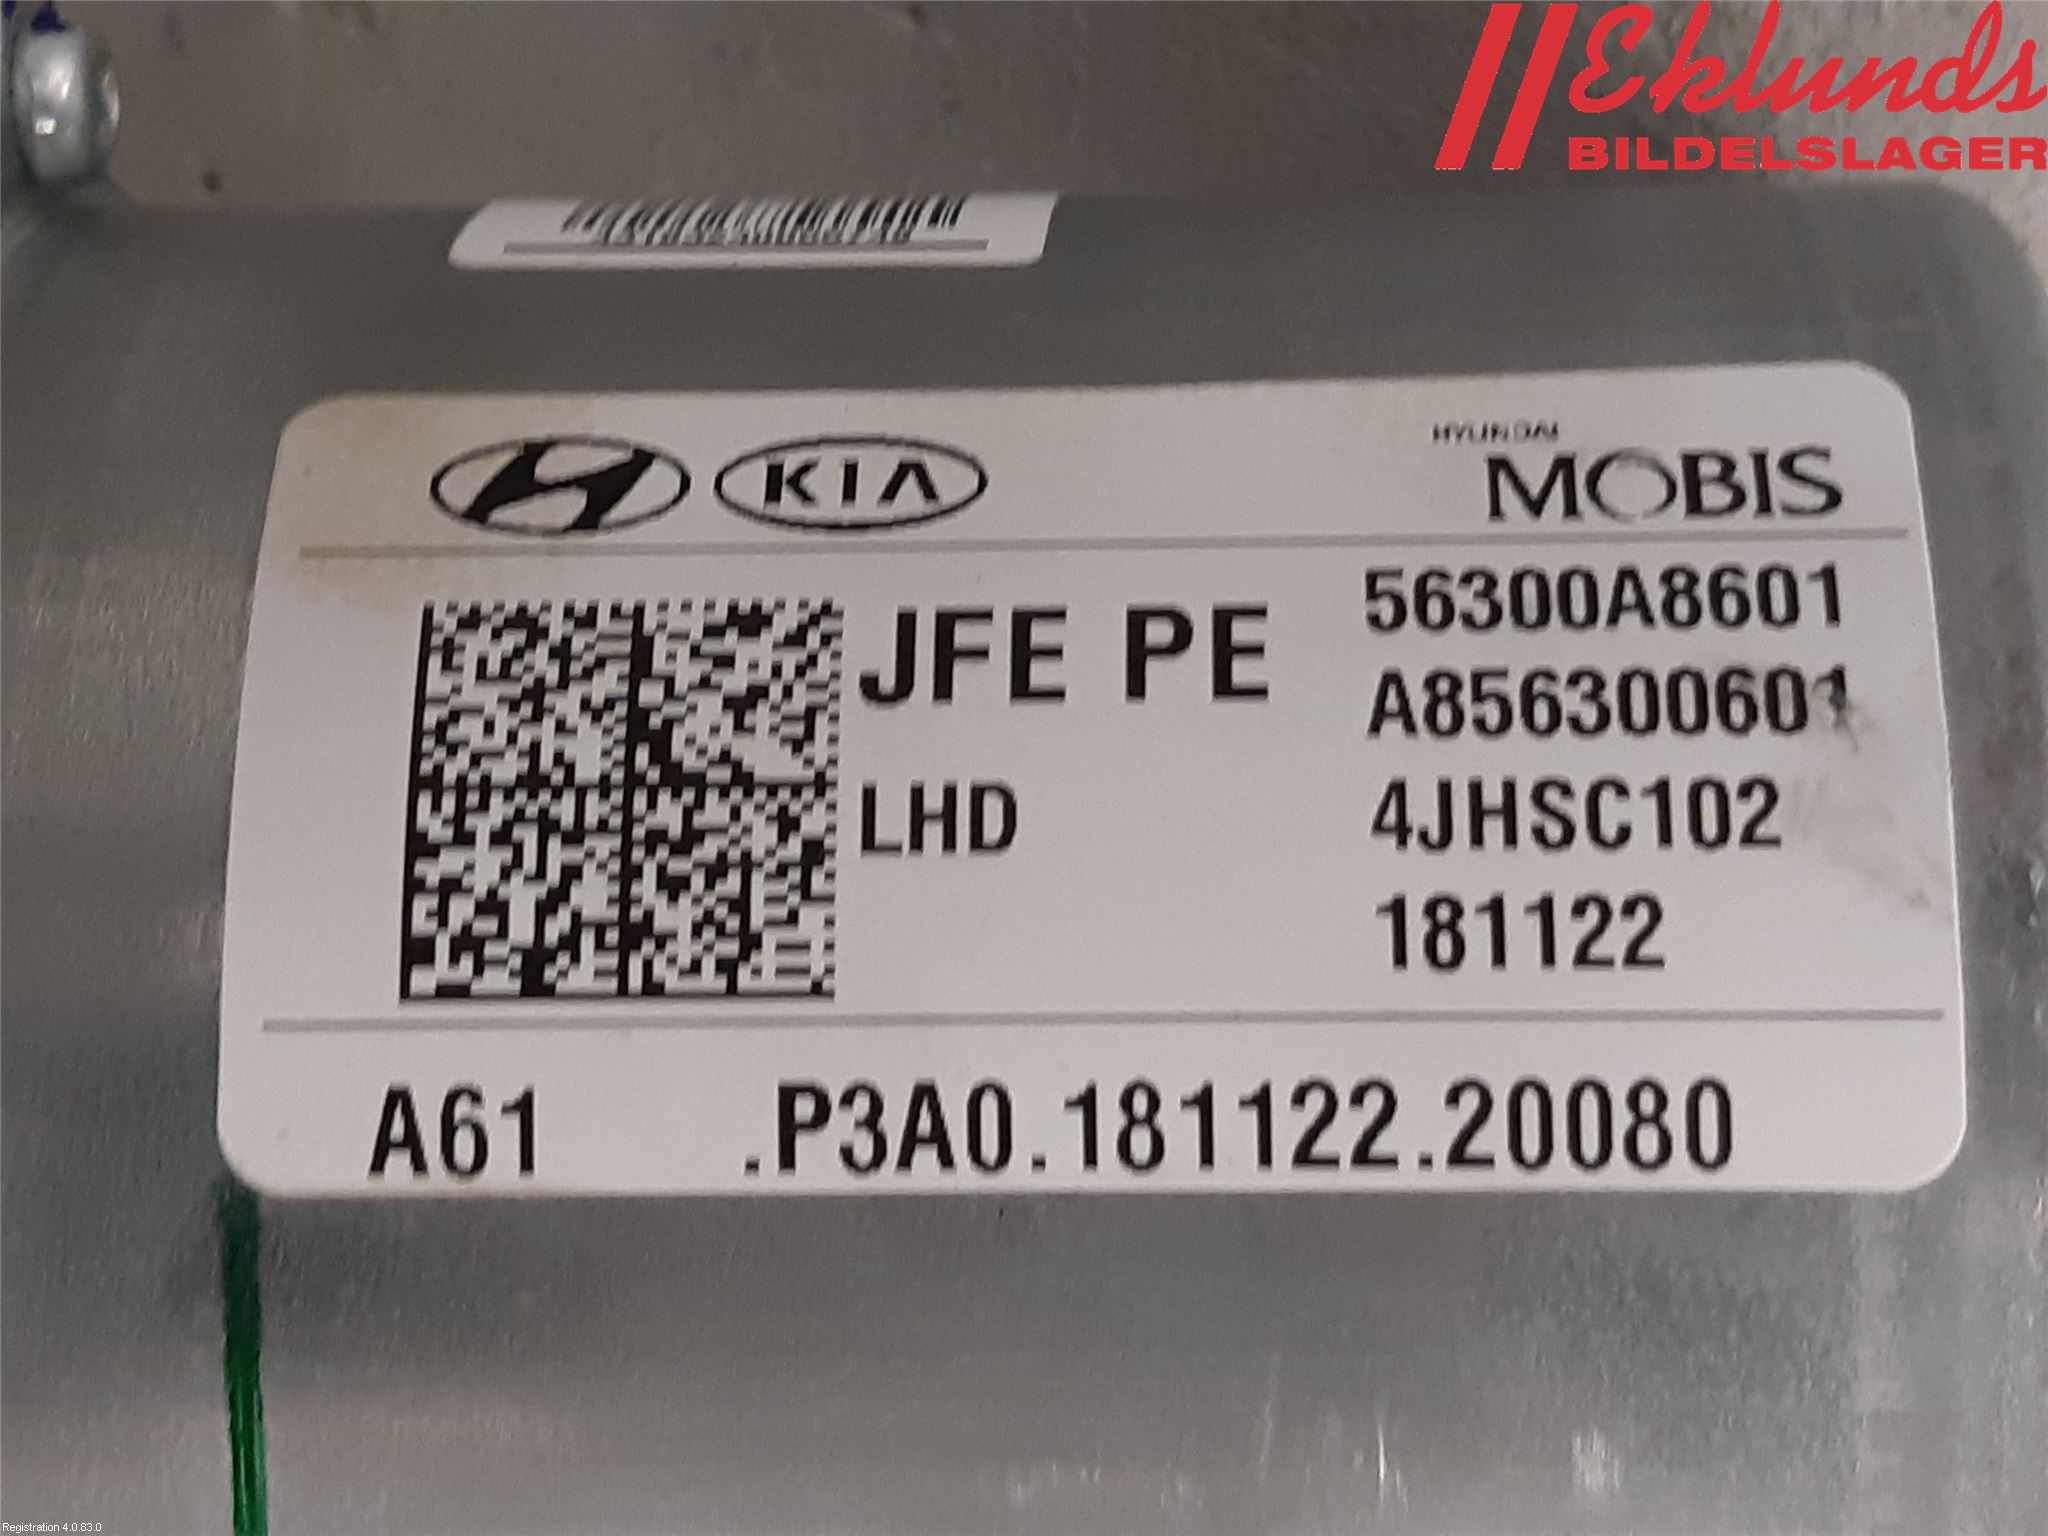 Eklunds
BILDELSLAGER
KIA
HYUNDAI
MOBIS
JFE PE
56300A8601
A856300601
LHD
4JHSC102
181122
A61 .P3A0.181122.20080
Registration 4.0.83.0